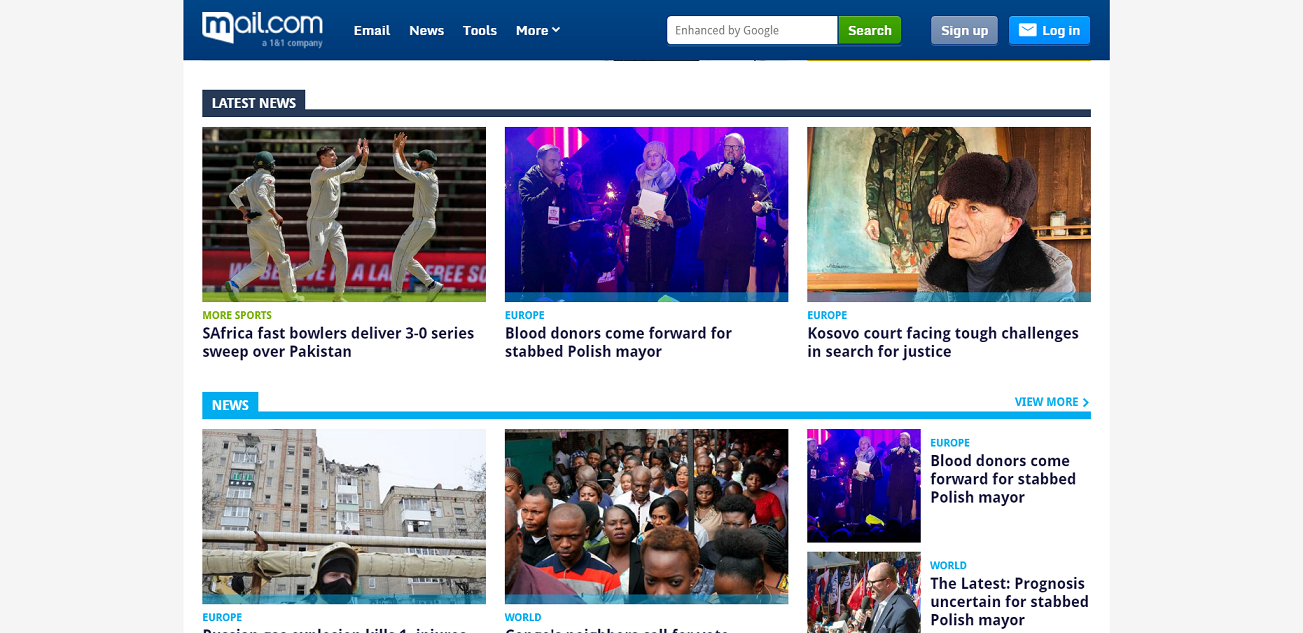 mail.com
a 1&1 company
Email
News
Tools
More
Enhanced by Google
Search
Sign up
Log in
LATEST NEWS
MORE SPORTS
SAfrica fast bowlers deliver 3-0 series
sweep over Pakistan
EUROPE
Blood donors come forward for
stabbed Polish mayor
EUROPE
Kosovo court facing tough challenges
in search for justice
NEWS
VIEW MORE
EUROPE
WORLD
EUROPE
Blood donors come
forward for stabbed
Polish mayor
WORLD
The Latest: Prognosis
uncertain for stabbed
Polish mayor